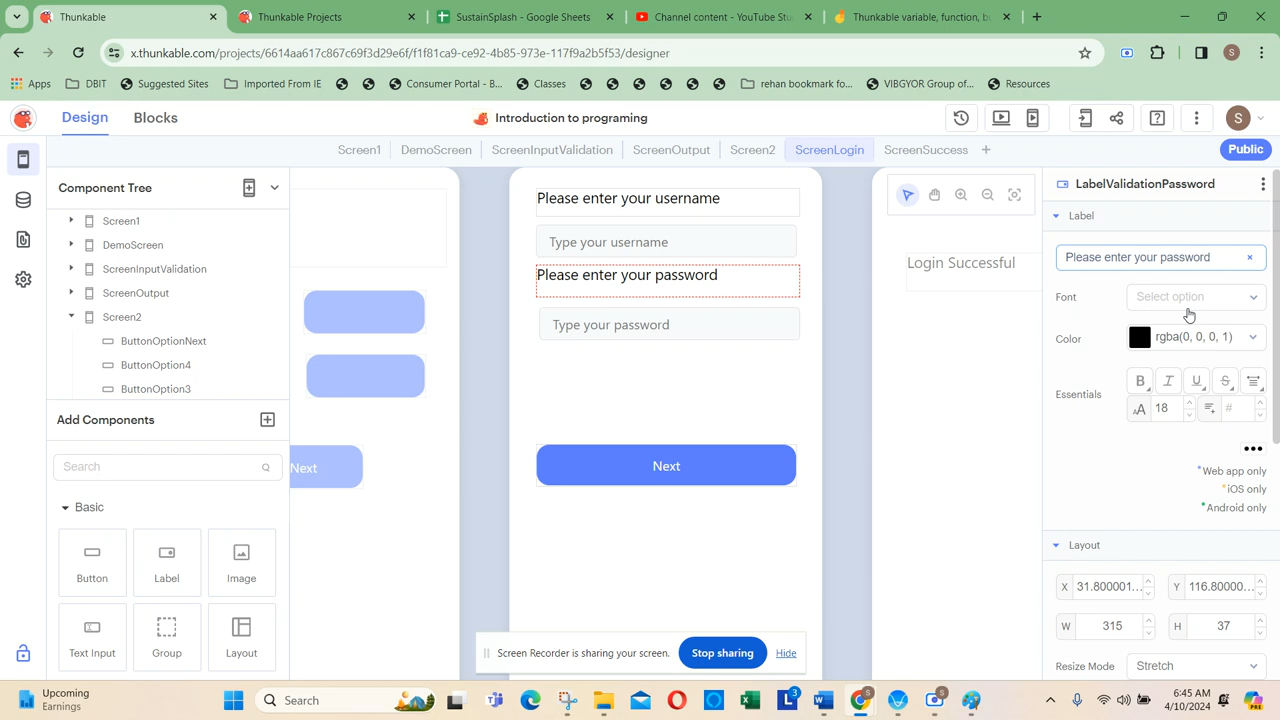 Thunkable
Thunkable Projects
SustainSplash - Google Sheets
Channel content - YouTube Stu
Thunkable variable, function, b
x.thunkable.com/projects/6614aa617c867c69f3d29e6f/f1f81ca9-ce92-4b85-973e-117f9a2b5f53/designer
S
Apps
DBIT
Suggested Sites
Imported From IE
Consumer Portal - B...
Classes
rehan bookmark fo...
VIBGYOR Group of...
Resources
Design
Blocks
Introduction to programing
S
Screen1
DemoScreen
ScreenInputValidation
ScreenOutput
Screen2
ScreenLogin
ScreenSuccess
Public
Component Tree
Screen1
DemoScreen
ScreenInputValidation
ScreenOutput
Screen2
ButtonOptionNext
ButtonOption4
ButtonOption3
Add Components
Search
Basic
Button
Label
Image
Text Input
Group
Layout
Next
Please enter your username
Type your username
Please enter your password
Type your password
Next
Login Successful
LabelValidationPassword
Label
Please enter your password
Font
Select option
Color
rgba(0, 0, 0, 1)
Essentials
B I U S
AA 18
#
*Web app only
*iOS only
*Android only
Layout
X 31.800001...
Y 116.80000...
W 315
H 37
Resize Mode
Stretch
Screen Recorder is sharing your screen.
Stop sharing
Hide
Upcoming
Earnings
Search
3
6:45 AM
4/10/2024